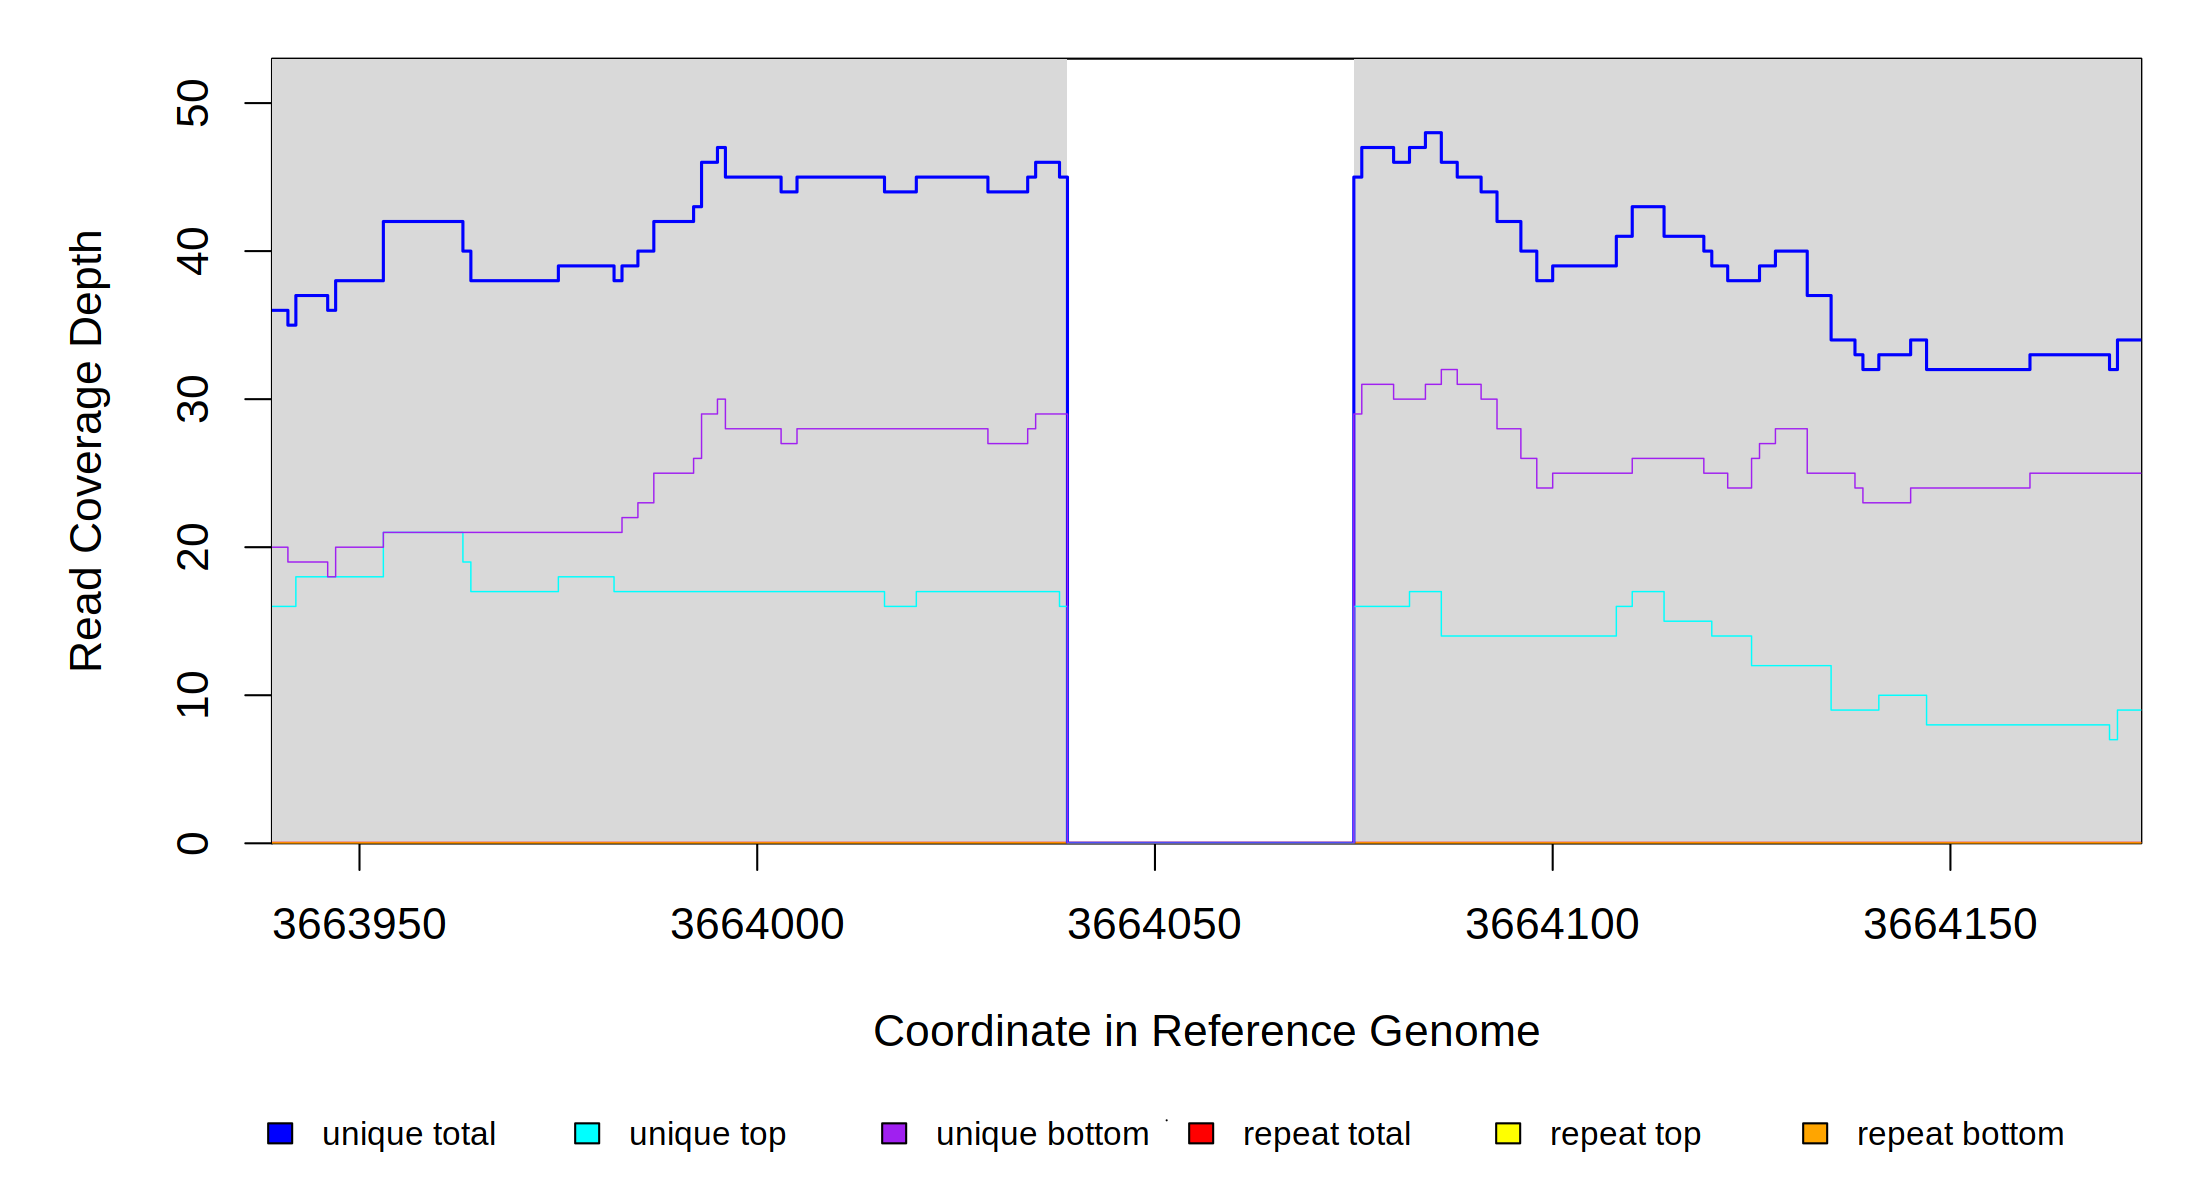 Read Coverage Depth
50
40
30
20
10
0
3663950 3664000 3664050 3664100 3664150
Coordinate in Reference Genome
unique total unique top unique bottom repeat total repeat top repeat bottom